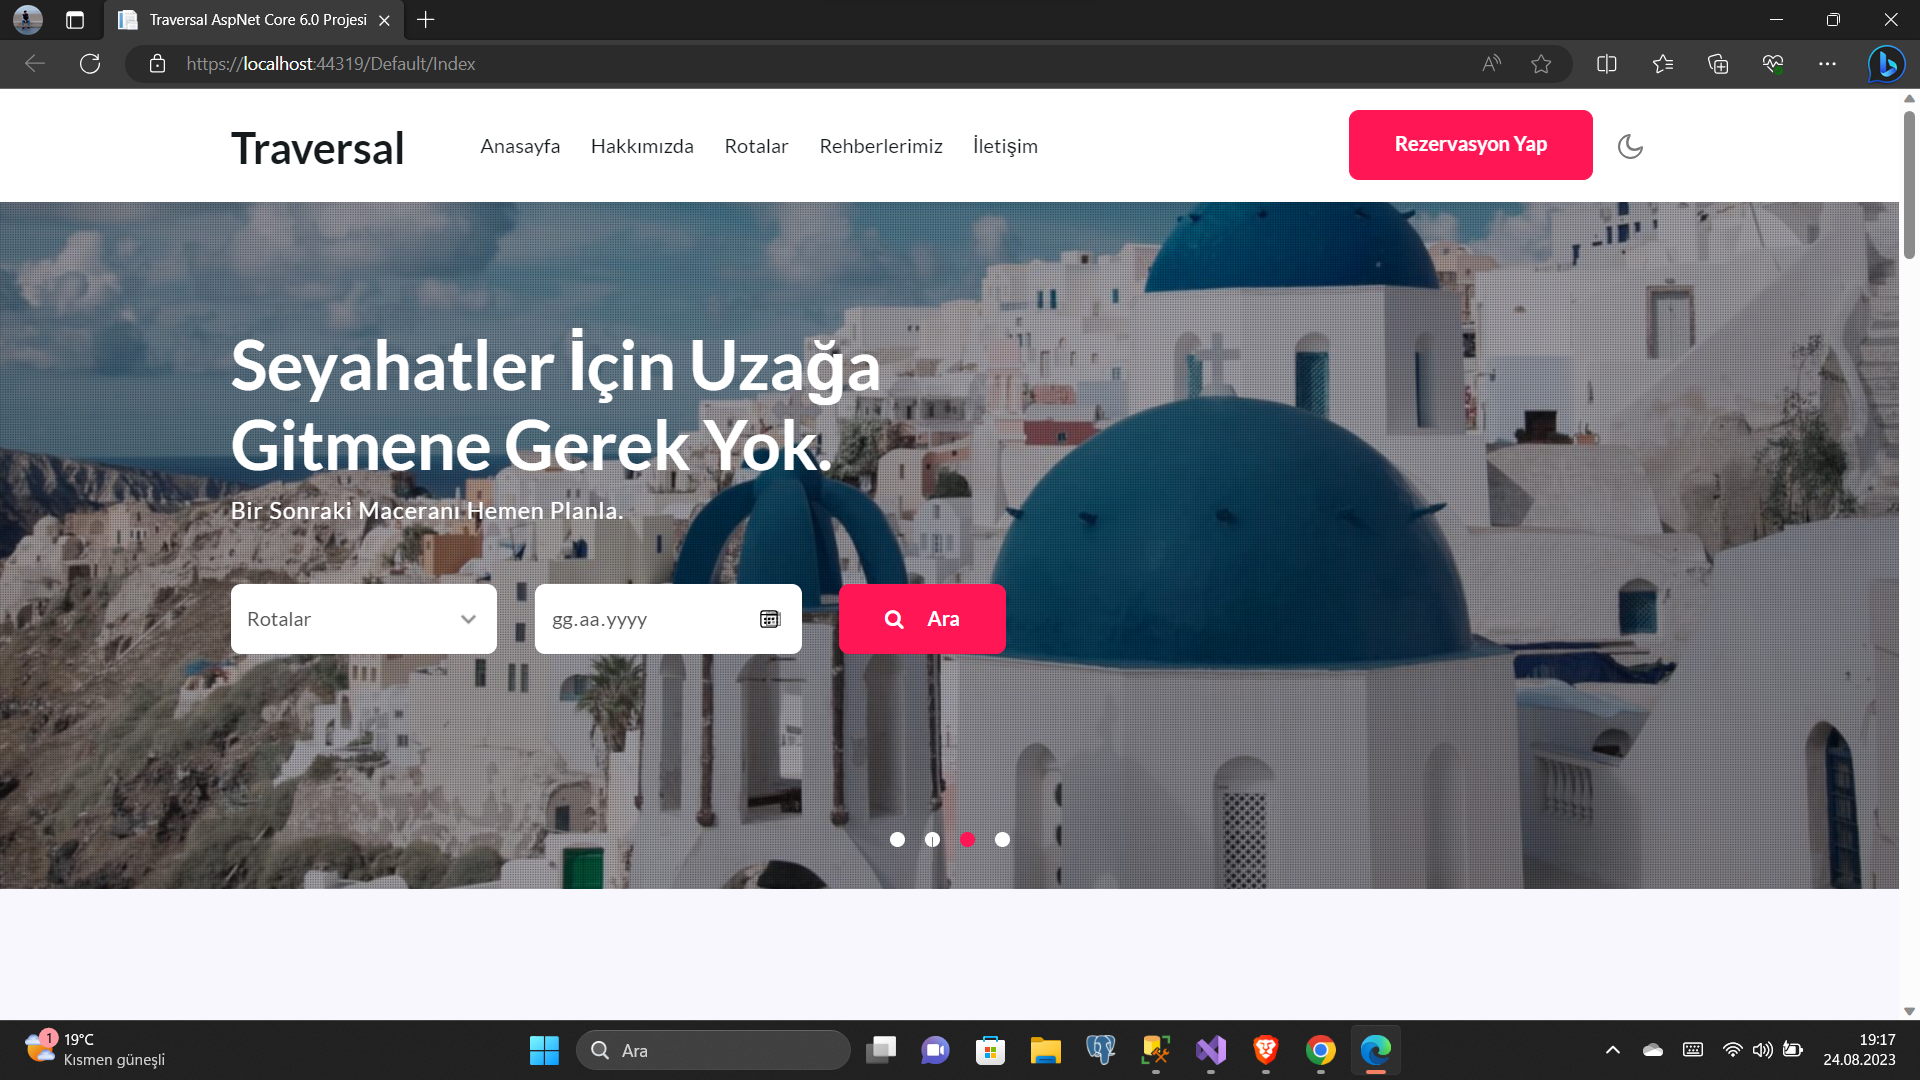 Traversal AspNet Core 6.0 Projesi
https://localhost:44319/Default/Index
Traversal
Anasayfa
Hakkımızda
Rotalar
Rehberlerimiz
İletişim
Rezervasyon Yap
Seyahatler İçin Uzağa
Gitmene Gerek Yok.
Bir Sonraki Maceranı Hemen Planla.
Rotalar
gg.aa.yyyy
Ara
1
19°C
Kısmen güneşli
Ara
19:17
24.08.2023